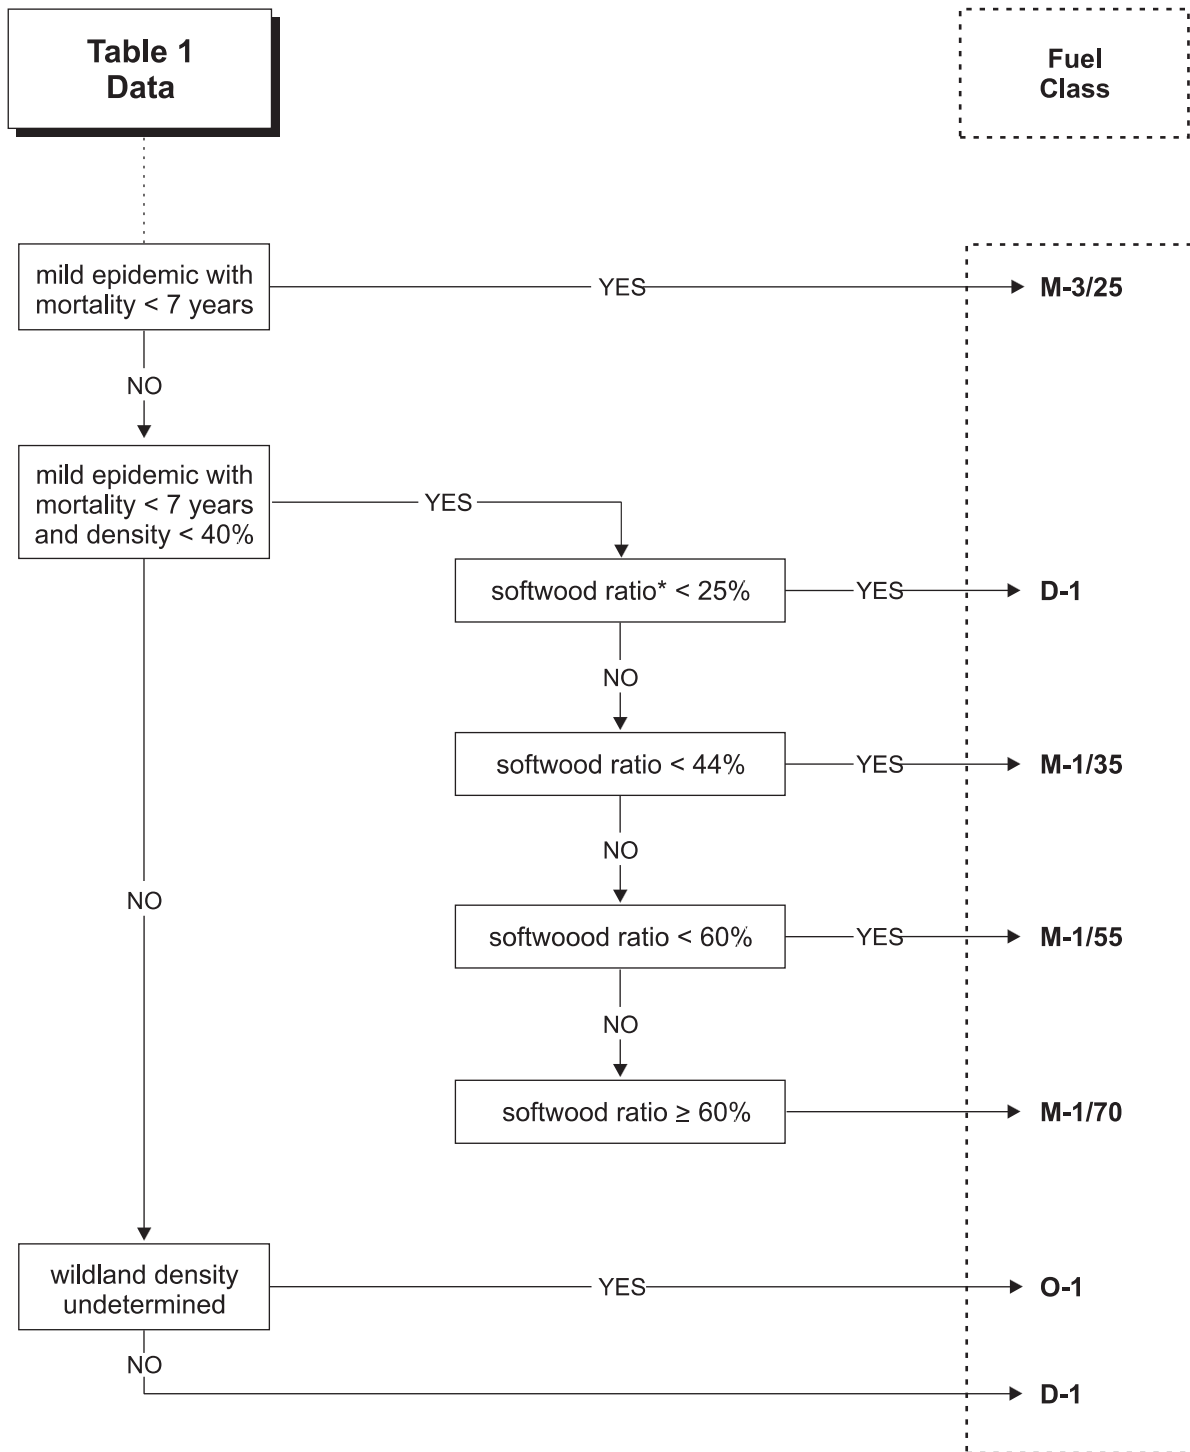 Table 1
Data
Fuel
Class
mild epidemic with
mortality < 7 years
YES
M-3/25
NO
mild epidemic with
mortality < 7 years
and density < 40%
YES
softwood ratio* < 25%
YES
D-1
NO
softwood ratio < 44%
YES
M-1/35
NO
NO
softwoood ratio < 60%
YES
M-1/55
NO
softwood ratio ≥ 60%
M-1/70
wildland density
undetermined
YES
O-1
NO
D-1